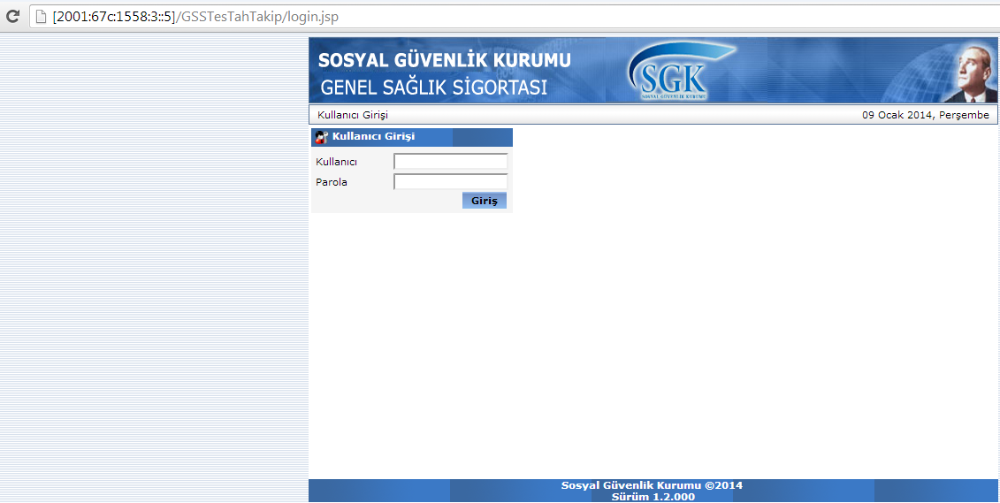 [2001:67c:1558:3::5]/GSSTesTahTakip/login.jsp
SOSYAL GÜVENLİK KURUMU
GENEL SAĞLIK SİGORTASI
SGK
SOSYAL GÜVENLİK KURUMU
Kullanıcı Girişi
09 Ocak 2014, Perşembe
Kullanıcı Girişi
Kullanıcı
Parola
Giriş
Sosyal Güvenlik Kurumu ©2014
Sürüm 1.2.000